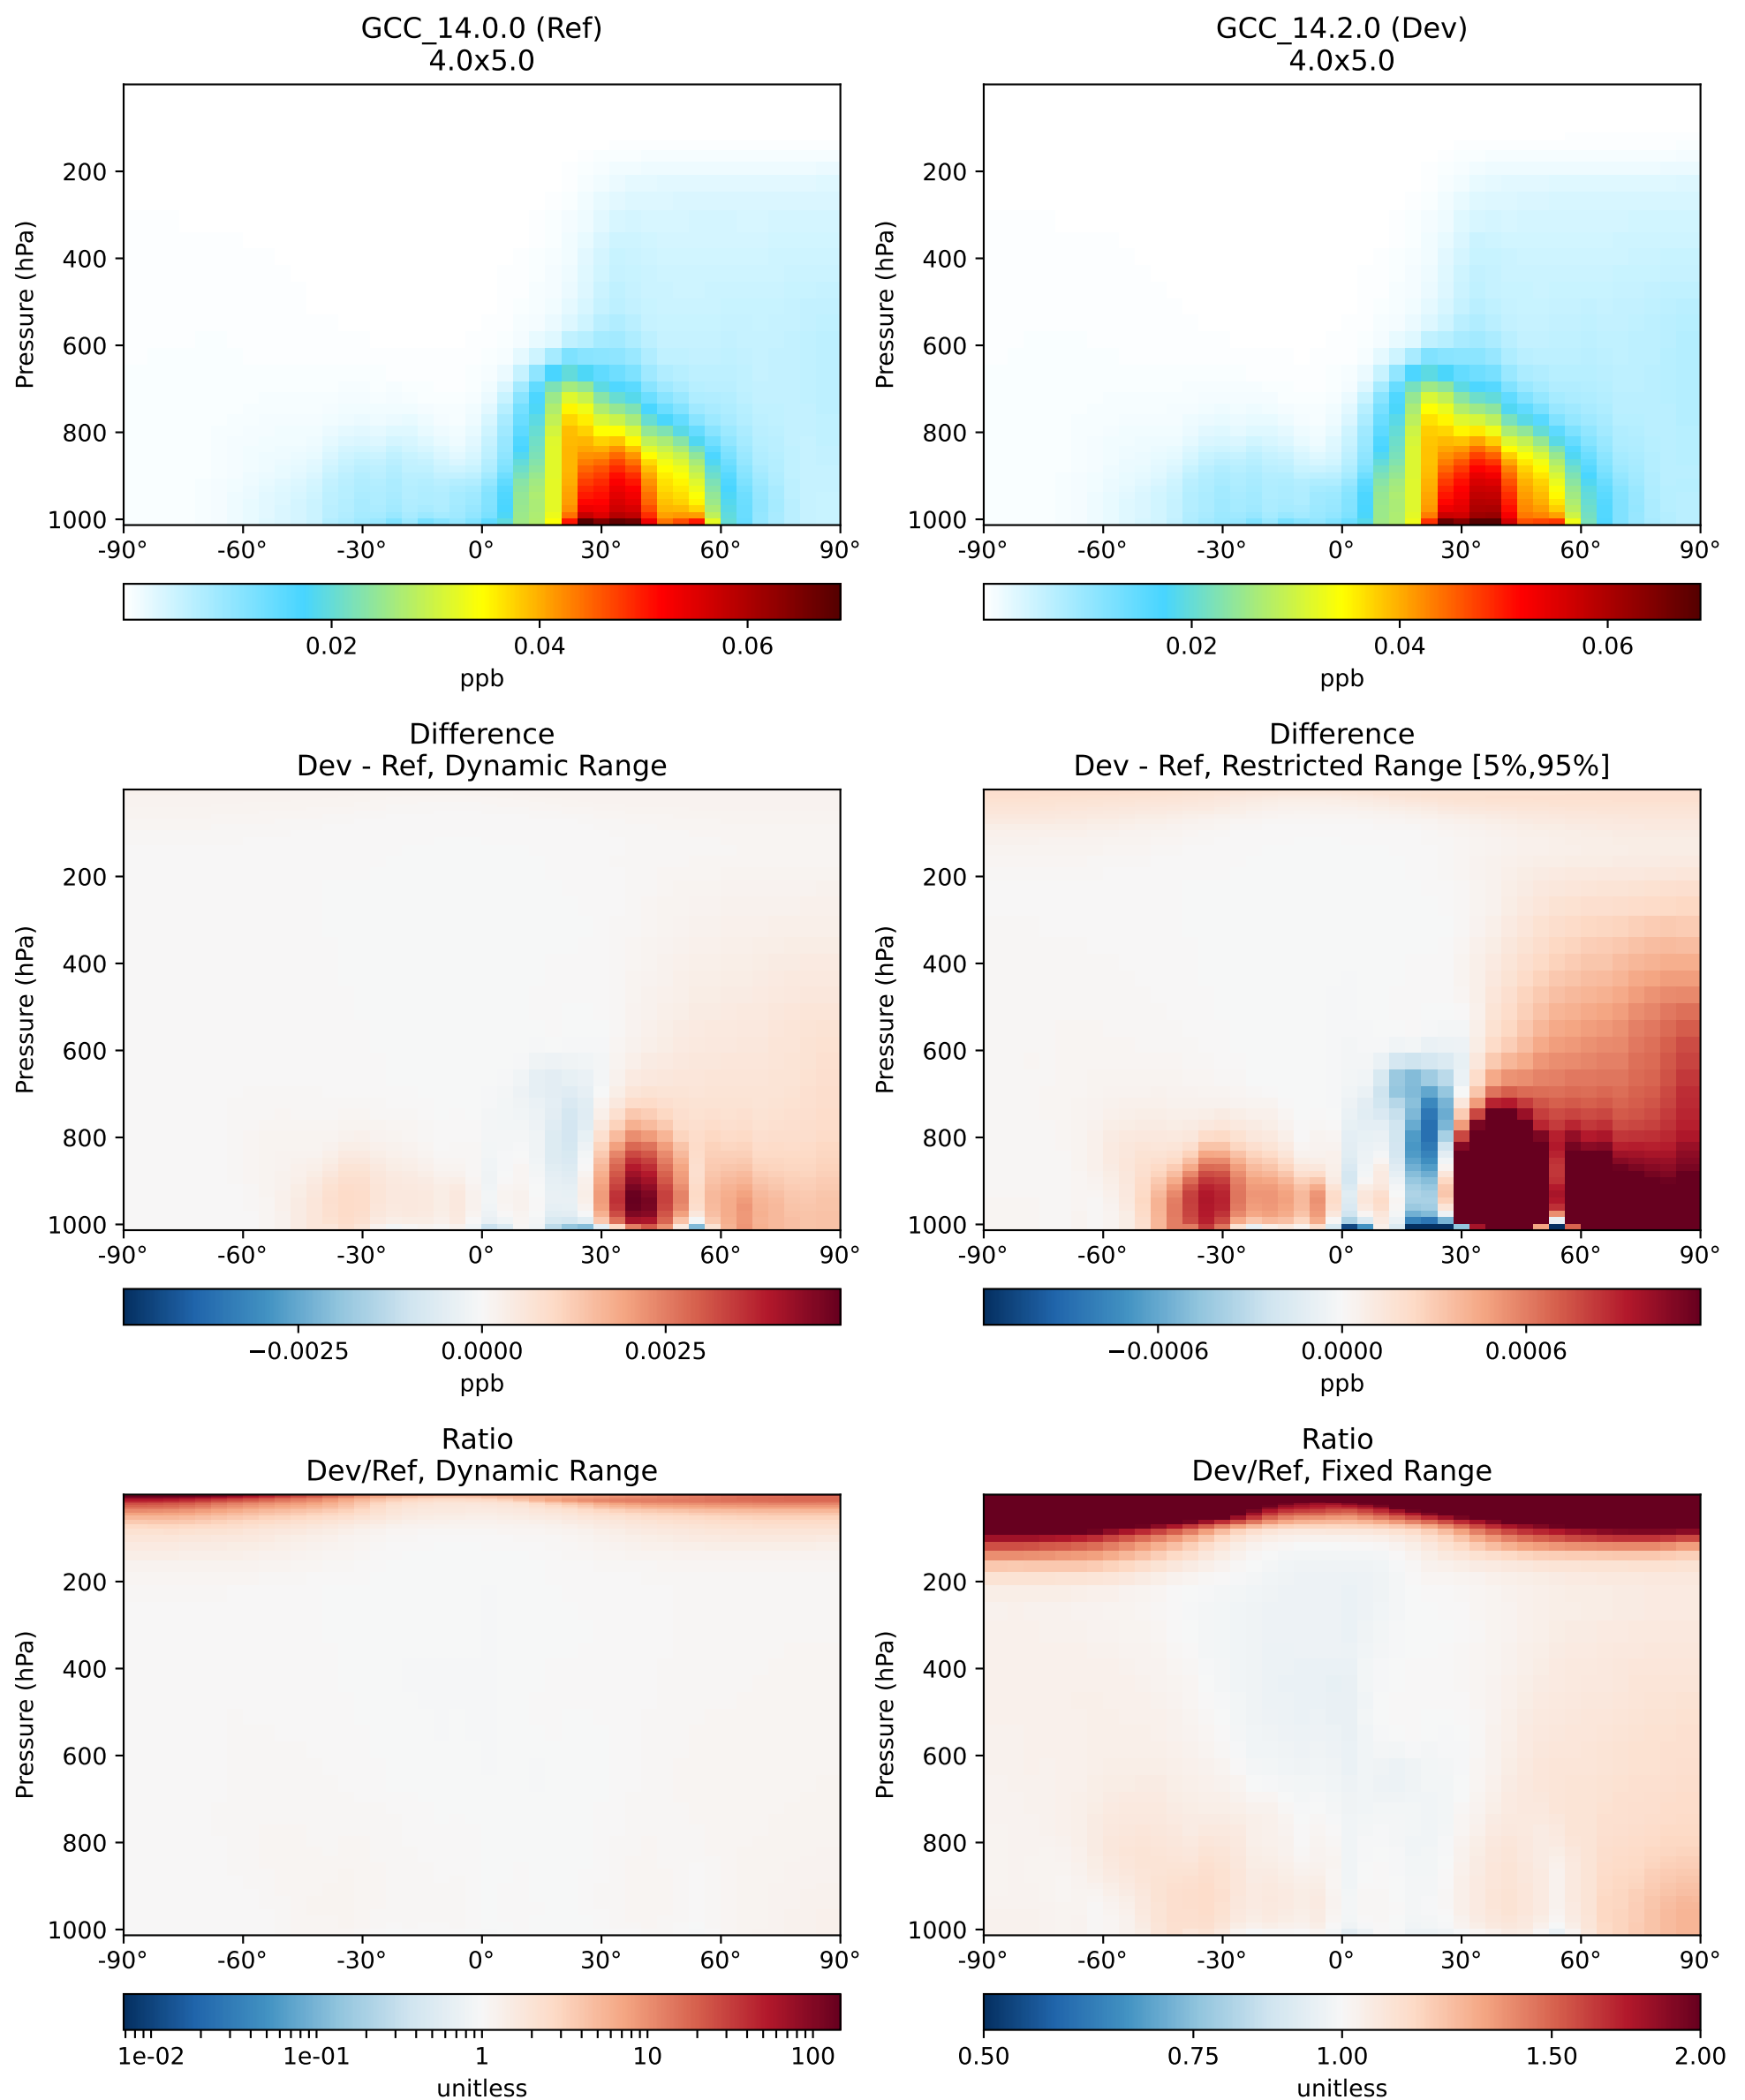 GCC_14.0.0 (Ref)
4.0x5.0
Pressure (hPa)
200
400
600
800
1000
-90° -60° -30° 0° 30° 60° 90°
0.02 0.04 0.06
ppb
GCC_14.2.0 (Dev)
4.0x5.0
Pressure (hPa)
200
400
600
800
1000
-90° -60° -30° 0° 30° 60° 90°
0.02 0.04 0.06
ppb
Difference
Dev - Ref, Dynamic Range
Pressure (hPa)
200
400
600
800
1000
-90° -60° -30° 0° 30° 60° 90°
−0.0025 0.0000 0.0025
ppb
Difference
Dev - Ref, Restricted Range [5%,95%]
Pressure (hPa)
200
400
600
800
1000
-90° -60° -30° 0° 30° 60° 90°
−0.0006 0.0000 0.0006
ppb
Ratio
Dev/Ref, Dynamic Range
Pressure (hPa)
200
400
600
800
1000
-90° -60° -30° 0° 30° 60° 90°
1e-02 1e-01 1 10 100
unitless
Ratio
Dev/Ref, Fixed Range
Pressure (hPa)
200
400
600
800
1000
-90° -60° -30° 0° 30° 60° 90°
0.50 0.75 1.00 1.50 2.00
unitless